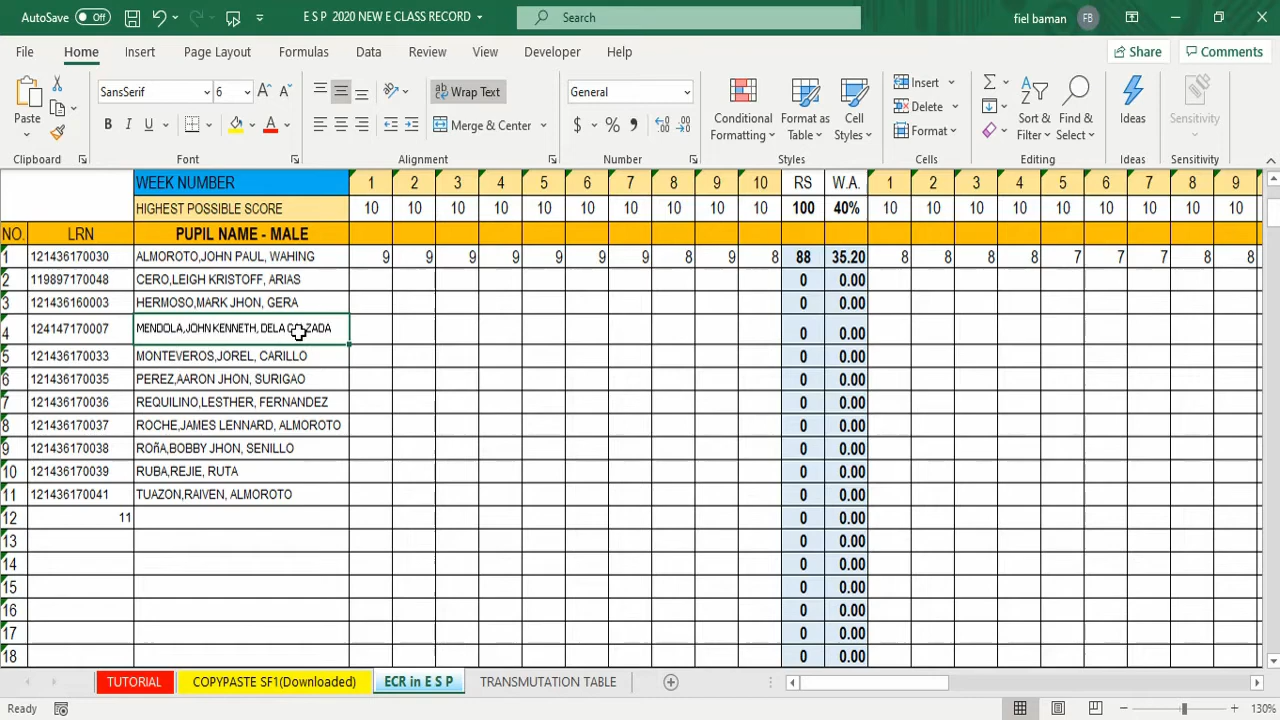 AutoSave Off E S P 2020 NEW E CLASS RECORD Search fiel baman FB
File Home Insert Page Layout Formulas Data Review View Developer Help Share Comments
Paste SansSerif 6 Wrap Text General Conditional Formatting Format as Table Cell Styles Insert Delete Format Sort & Filter Find & Select Ideas Sensitivity
B I U Merge & Center $ % ,
Clipboard Font Alignment Number Styles Cells Editing Ideas Sensitivity
WEEK NUMBER 1 2 3 4 5 6 7 8 9 10 RS W.A. 1 2 3 4 5 6 7 8 9
HIGHEST POSSIBLE SCORE 10 10 10 10 10 10 10 10 10 10 100 40% 10 10 10 10 10 10 10 10 10
NO. LRN PUPIL NAME - MALE
1 121436170030 ALMOROTO,JOHN PAUL, WAHING 9 9 9 9 9 9 9 8 9 8 88 35.20 8 8 8 8 7 7 7 8 8
2 119897170048 CERO,LEIGH KRISTOFF, ARIAS 0 0.00
3 121436160003 HERMOSO,MARK JHON, GERA 0 0.00
4 124147170007 MENDOLA,JOHN KENNETH, DELA 0 0.00
5 121436170033 MONTEVEROS,JOREL, CARILLO 0 0.00
6 121436170035 PEREZ,AARON JHON, SURIGAO 0 0.00
7 121436170036 REQUILINO,LESTHER, FERNANDEZ 0 0.00
8 121436170037 ROCHE,JAMES LENNARD, ALMOROTO 0 0.00
9 121436170038 ROñA,BOBBY JHON, SENILLO 0 0.00
10 121436170039 RUBA,REJIE, RUTA 0 0.00
11 121436170041 TUAZON,RAIVEN, ALMOROTO 0 0.00
12 11 0 0.00
13 0 0.00
14 0 0.00
15 0 0.00
16 0 0.00
17 0 0.00
18 0 0.00
TUTORIAL COPYPASTE SF1(Downloaded) ECR in E S P TRANSMUTATION TABLE
Ready 130%